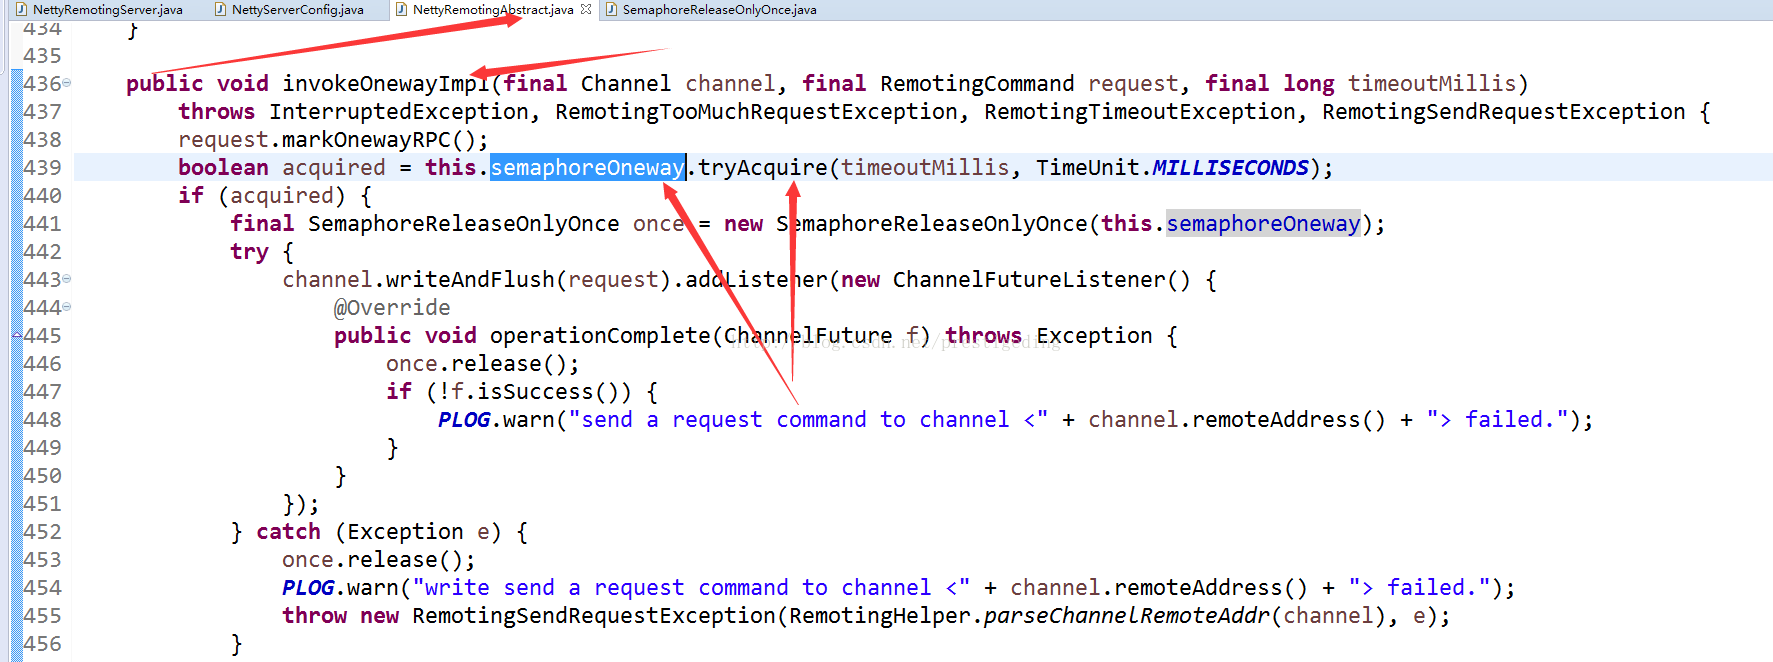 NettyRemotingServer.java NettyServerConfig.java NettyRemotingAbstract.java SemaphoreReleaseOnlyOnce.java
434 }
435
436 public void invokeOnewayImpl(final Channel channel, final RemotingCommand request, final long timeoutMillis)
437 throws InterruptedException, RemotingTooMuchRequestException, RemotingTimeoutException, RemotingSendRequestException {
438 request.markOnewayRPC();
439 boolean acquired = this.semaphoreOneway.tryAcquire(timeoutMillis, TimeUnit.MILLISECONDS);
440 if (acquired) {
441 final SemaphoreReleaseOnlyOnce once = new SemaphoreReleaseOnlyOnce(this.semaphoreOneway);
442 try {
443 channel.writeAndFlush(request).addListener(new ChannelFutureListener() {
444 @Override
445 public void operationComplete(ChannelFuture f) throws Exception {
http://blog.csdn.net/prestigeding
446 once.release();
447 if (!f.isSuccess()) {
448 PLOG.warn("send a request command to channel <" + channel.remoteAddress() + "> failed.");
449 }
450 }
451 });
452 } catch (Exception e) {
453 once.release();
454 PLOG.warn("write send a request command to channel <" + channel.remoteAddress() + "> failed.");
455 throw new RemotingSendRequestException(RemotingHelper.parseChannelRemoteAddr(channel), e);
456 }